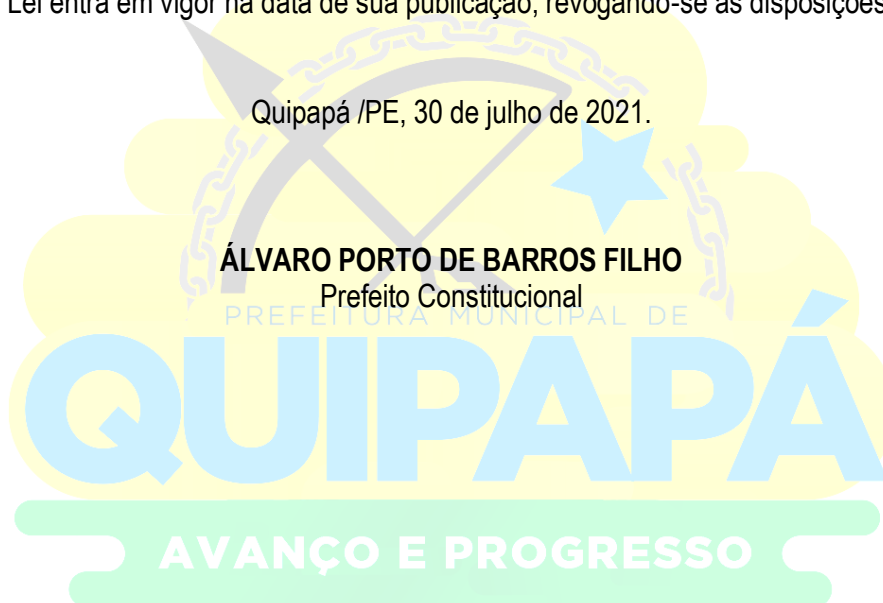 Lei entra em vigor na data de sua publicação, revogando-se as disposições
Quipapá /PE, 30 de julho de 2021.
ÁLVARO PORTO DE BARROS FILHO
Prefeito Constitucional
PREFEITURA MUNICIPAL DE
QUIPAPÁ
AVANÇO E PROGRESSO